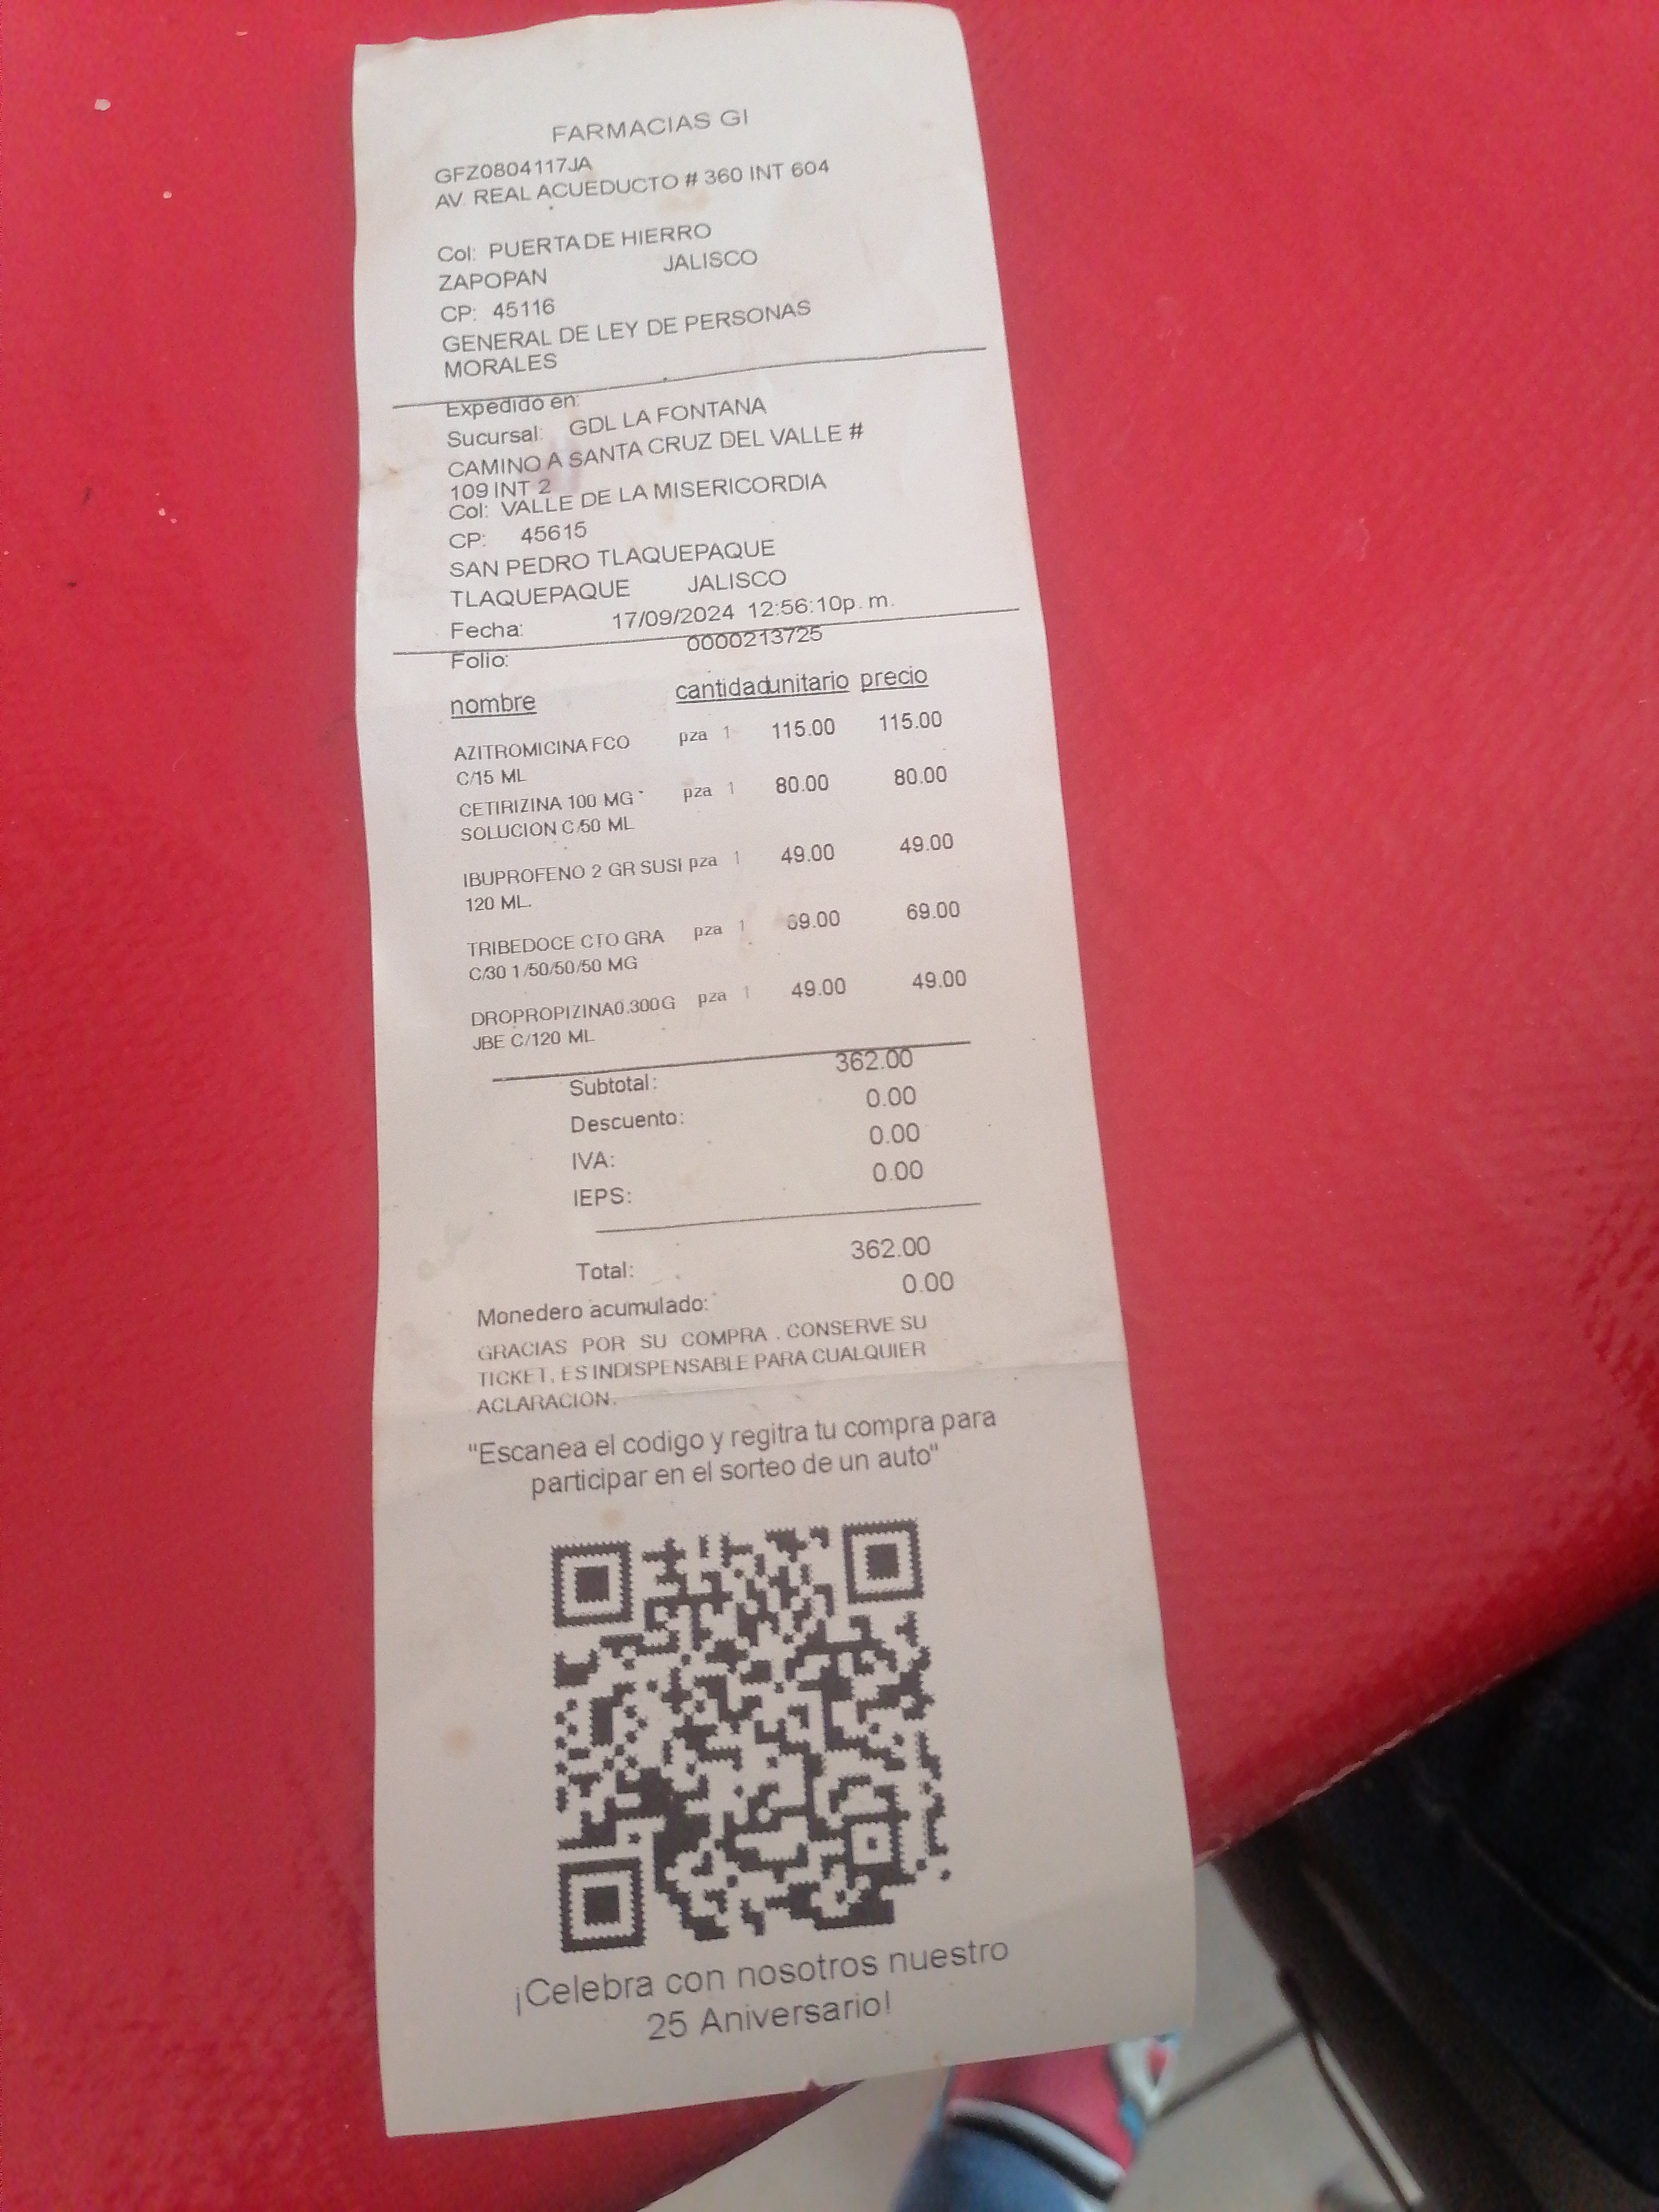 FARMACIAS GI
GFZ0804117JA
AV. REAL ACUEDUCTO # 360 INT 604
Col: PUERTA DE HIERRO
ZAPOPAN JALISCO
CP: 45116
GENERAL DE LEY DE PERSONAS
MORALES
Expedido en:
Sucursal: GDL LA FONTANA
CAMINO A SANTA CRUZ DEL VALLE #
109 INT 2
Col: VALLE DE LA MISERICORDIA
CP: 45615
SAN PEDRO TLAQUEPAQUE
TLAQUEPAQUE JALISCO
Fecha: 17/09/2024 12:56:10p. m.
Folio: 0000213725
nombre cantidad unitario precio
AZITROMICINA FCO pza 1 115.00 115.00
C/15 ML
CETIRIZINA 100 MG pza 1 80.00 80.00
SOLUCION C/50 ML
IBUPROFENO 2 GR SUSI pza 1 49.00 49.00
120 ML.
TRIBEDOCE CTO GRA pza 1 69.00 69.00
C/30 1/50/50/50 MG
DROPROPIZINA0.300G pza 1 49.00 49.00
JBE C/120 ML
Subtotal: 362.00
Descuento: 0.00
IVA: 0.00
IEPS: 0.00
Total: 362.00
Monedero acumulado: 0.00
GRACIAS POR SU COMPRA . CONSERVE SU
TICKET, ES INDISPENSABLE PARA CUALQUIER
ACLARACION.
"Escanea el codigo y regitra tu compra para
participar en el sorteo de un auto"
¡Celebra con nosotros nuestro
25 Aniversario!